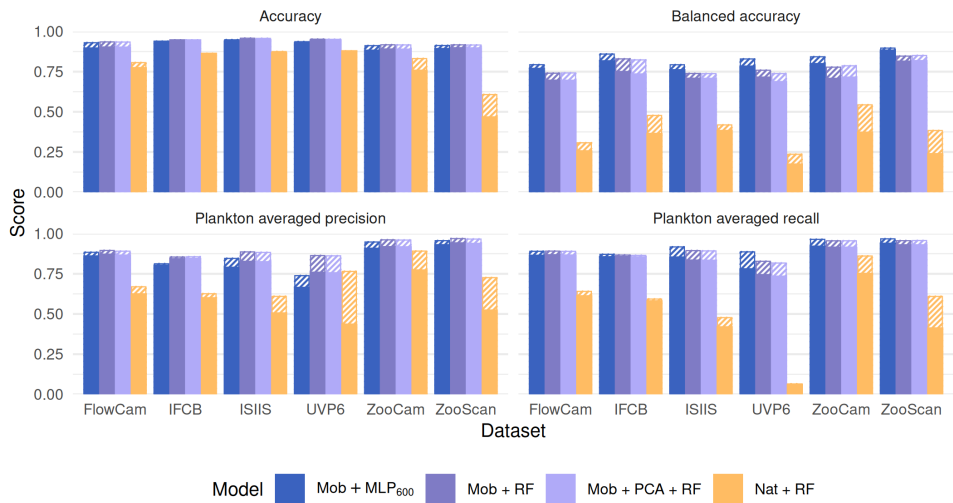 Accuracy
Balanced accuracy
1.00
0.75
0.50
0.25
0.00
Plankton averaged precision
Plankton averaged recall
1.00
0.75
0.50
0.25
0.00
Score
FlowCam IFCB ISIIS UVP6 ZooCam ZooScan
FlowCam IFCB ISIIS UVP6 ZooCam ZooScan
Dataset
Model Mob + MLP₆₀₀ Mob + RF Mob + PCA + RF Nat + RF